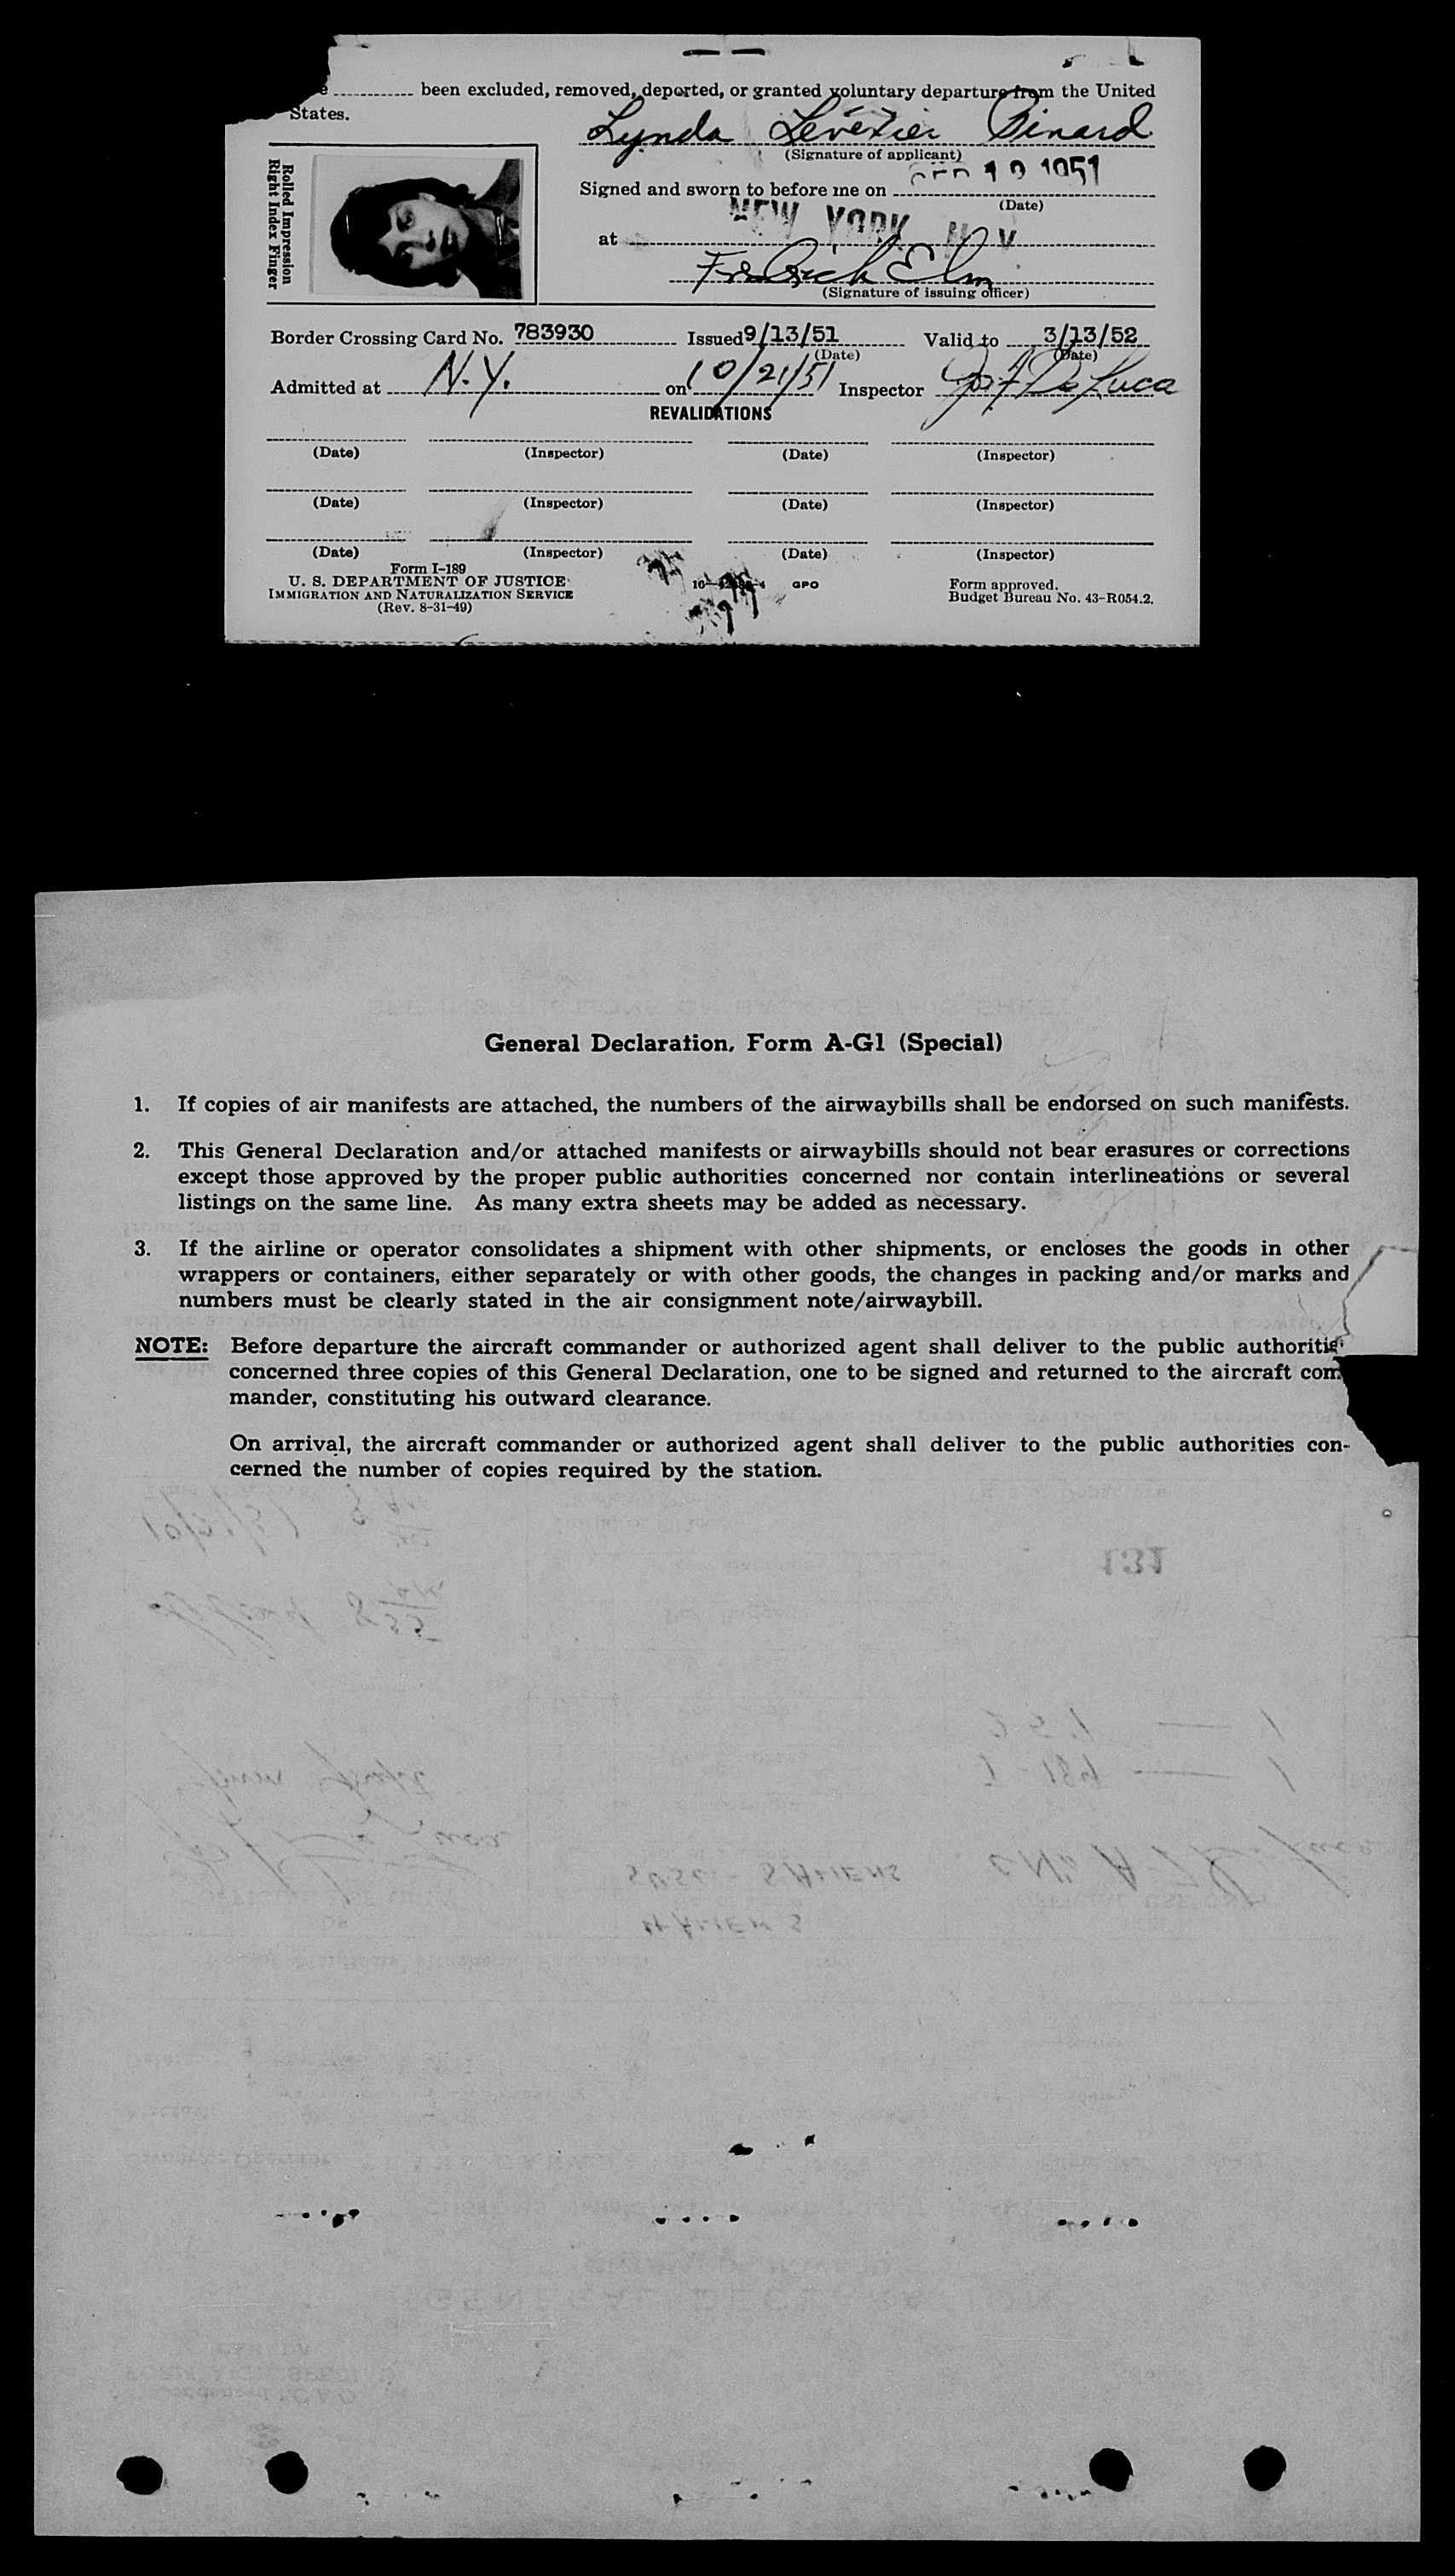 been excluded, removed, deported, or granted voluntary departure from the United
States.
Lynda Leverier Binard
(Signature of applicant)
Rolled Impression
Right Index Finger
Signed and sworn to before me on 1951
(Date)
at NEW YORK N Y
Fredrick Elm
(Signature of issuing officer)
Border Crossing Card No. 783930 Issued 9/13/51 Valid to 3/13/52
(Date) (Date)
Admitted at N.Y. on 10/21/51 Inspector Jos F De Luca
REVALIDATIONS
(Date) (Inspector) (Date) (Inspector)
(Date) (Inspector) (Date) (Inspector)
(Date) (Inspector) (Date) (Inspector)
Form I-189
U. S. DEPARTMENT OF JUSTICE
IMMIGRATION AND NATURALIZATION SERVICE
(Rev. 8-31-49)
GPO
Form approved.
Budget Bureau No. 43-R054.2.
General Declaration, Form A-G1 (Special)
1. If copies of air manifests are attached, the numbers of the airwaybills shall be endorsed on such manifests.
2. This General Declaration and/or attached manifests or airwaybills should not bear erasures or corrections
except those approved by the proper public authorities concerned nor contain interlineations or several
listings on the same line. As many extra sheets may be added as necessary.
3. If the airline or operator consolidates a shipment with other shipments, or encloses the goods in other
wrappers or containers, either separately or with other goods, the changes in packing and/or marks and
numbers must be clearly stated in the air consignment note/airwaybill.
NOTE: Before departure the aircraft commander or authorized agent shall deliver to the public authoriti
concerned three copies of this General Declaration, one to be signed and returned to the aircraft com
mander, constituting his outward clearance.
On arrival, the aircraft commander or authorized agent shall deliver to the public authorities con-
cerned the number of copies required by the station.
131